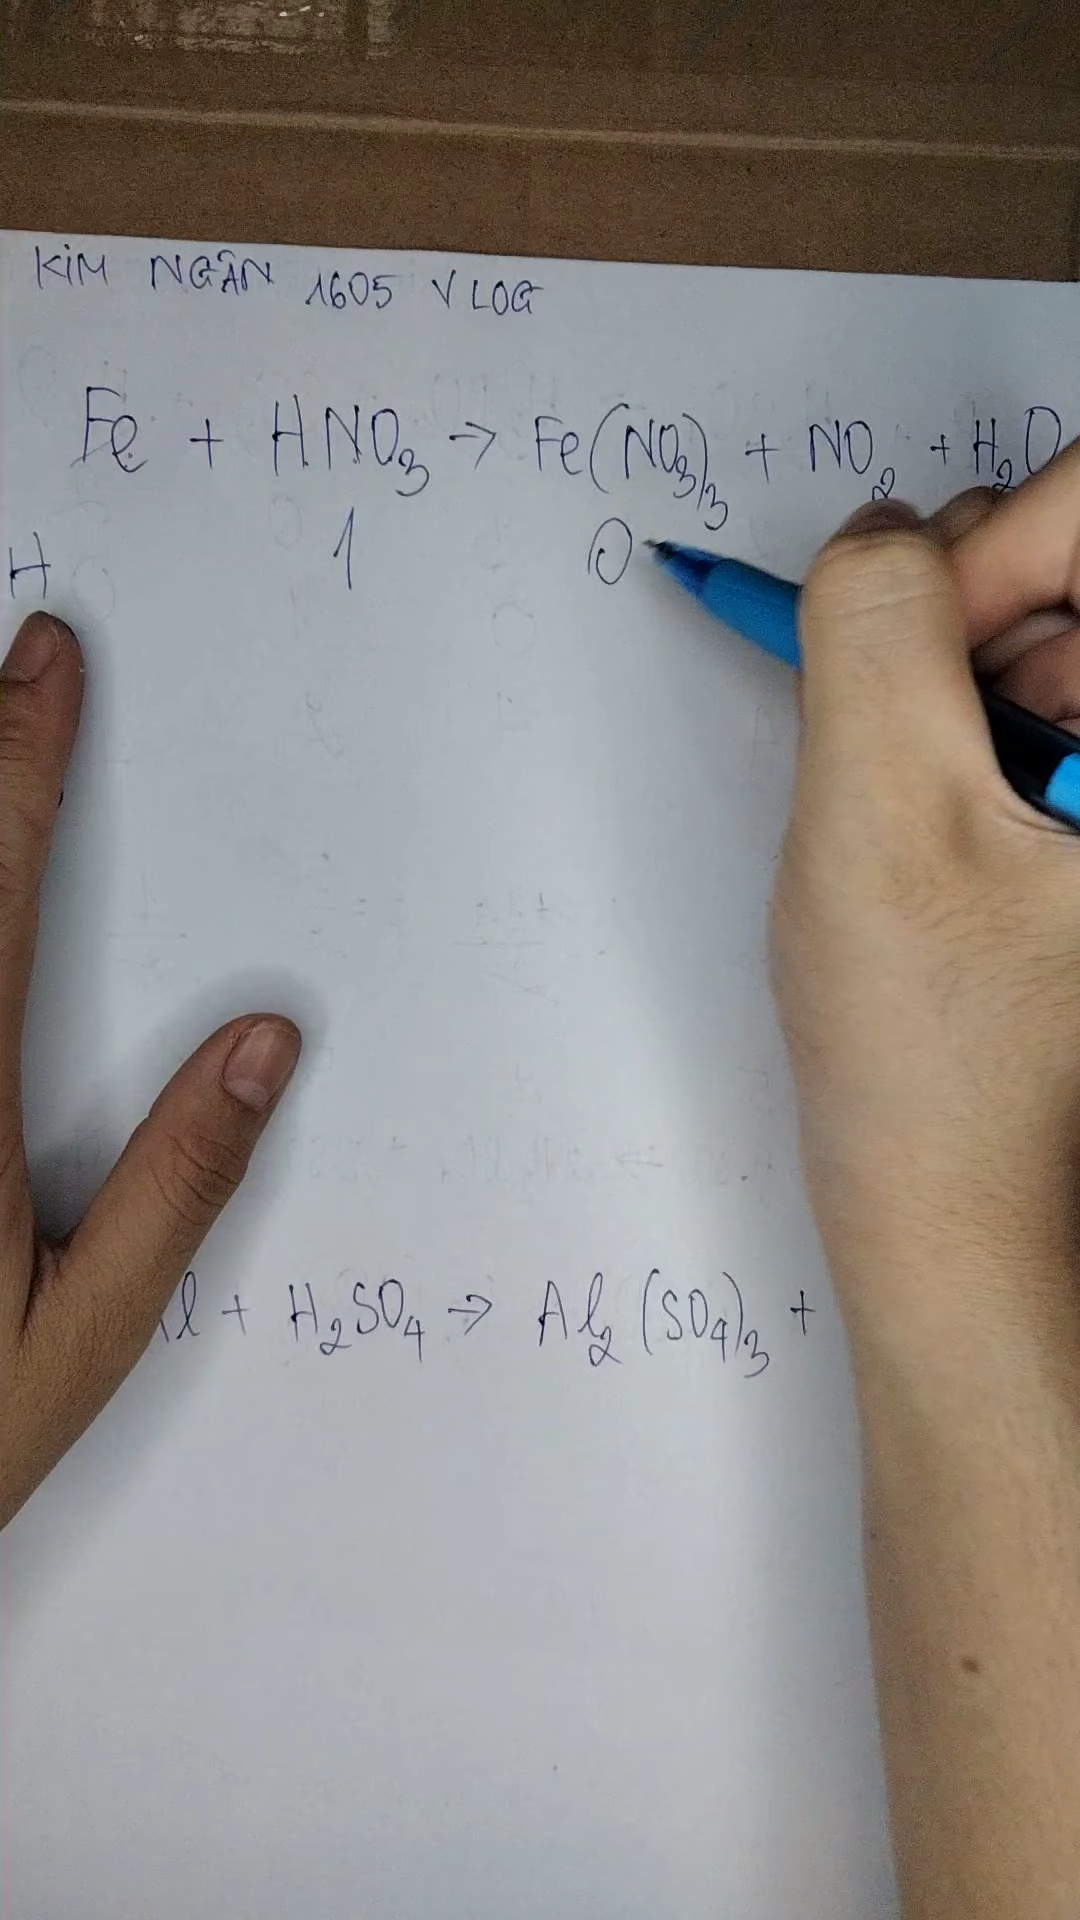 KIM NGÂN 1605 VLOG
Fe + HNO₃ → Fe(NO₃)₃ + NO₂ + H₂O
H 1 0
l + H₂SO₄ → Al₂(SO₄)₃ +